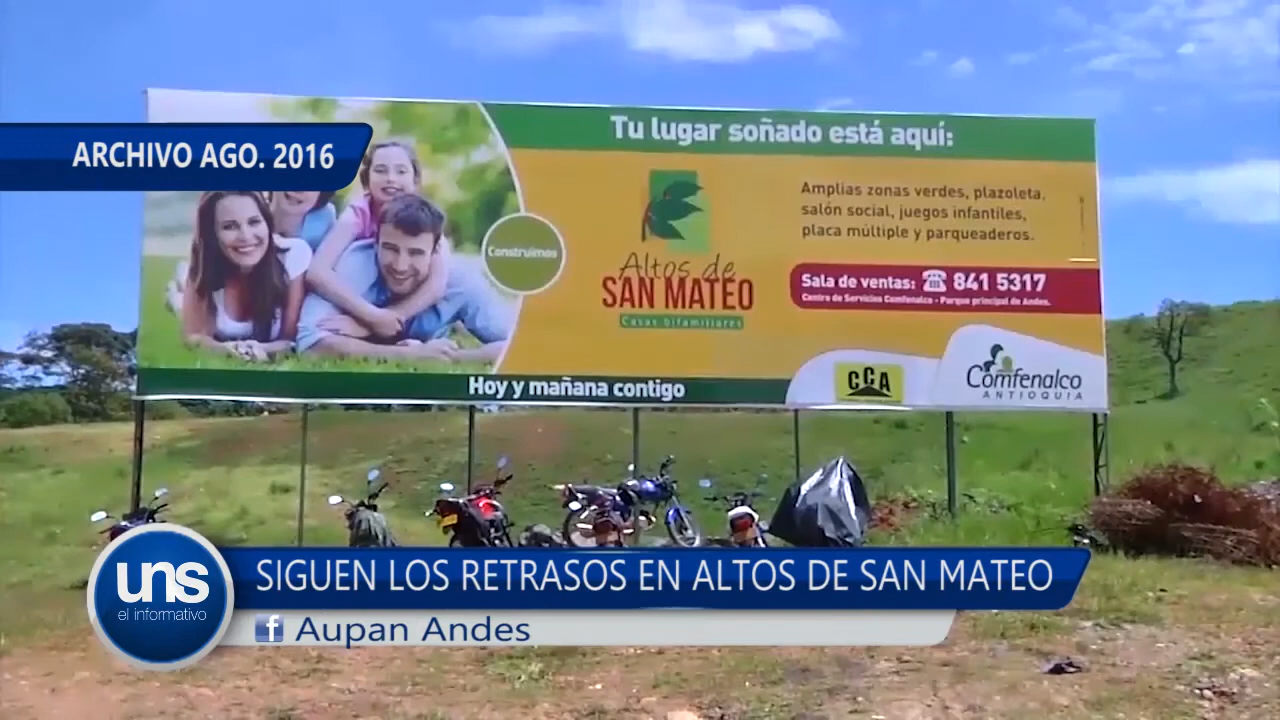 ARCHIVO AGO. 2016
Tu lugar soñado está aquí:
Construimos
Altos de
SAN MATEO
Casas bifamiliares
Amplias zonas verdes, plazoleta,
salón social, juegos infantiles,
placa múltiple y parqueaderos.
Sala de ventas: ☎ 841 5317
Centro de Servicios Comfenalco - Parque principal de Andes.
Hoy y mañana contigo
CCA
Comfenalco
ANTIOQUIA
uns
el informativo
SIGUEN LOS RETRASOS EN ALTOS DE SAN MATEO
f Aupan Andes